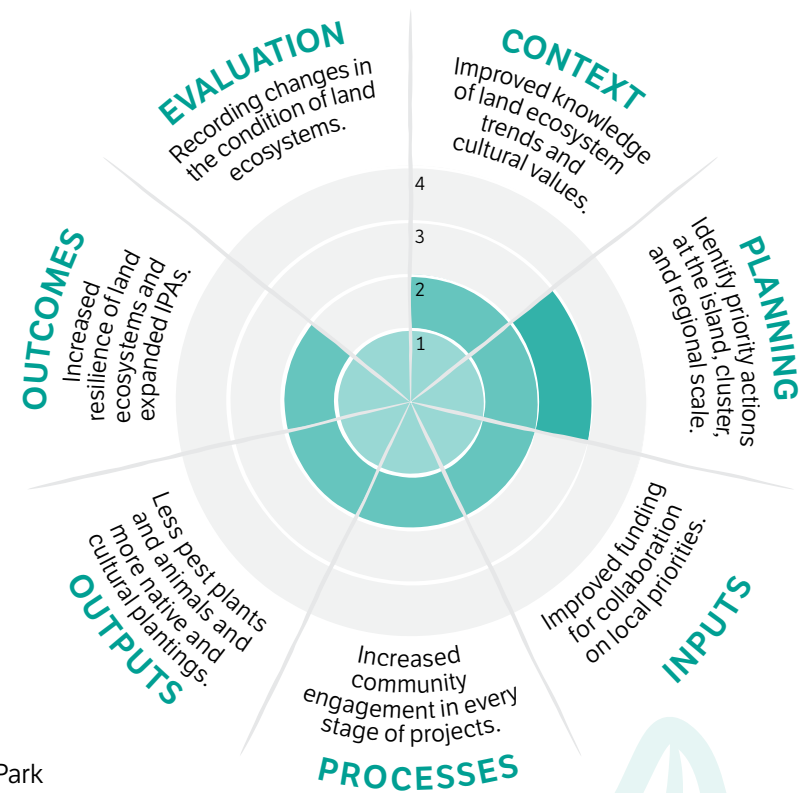 EVALUATION
Recording changes in
the condition of land
ecosystems.
CONTEXT
Improved knowledge
of land ecosystem
trends and
cultural values.
4
3
2
1
PLANNING
Identify priority actions
at the island, cluster,
and regional scale.
OUTCOMES
Increased
resilience of land
ecosystems and
expanded IPAs.
INPUTS
Improved funding
for collaboration
on local priorities.
Less pest plants
and animals and
more native and
cultural plantings.
OUTPUTS
Increased
community
engagement in every
stage of projects.
PROCESSES
Park